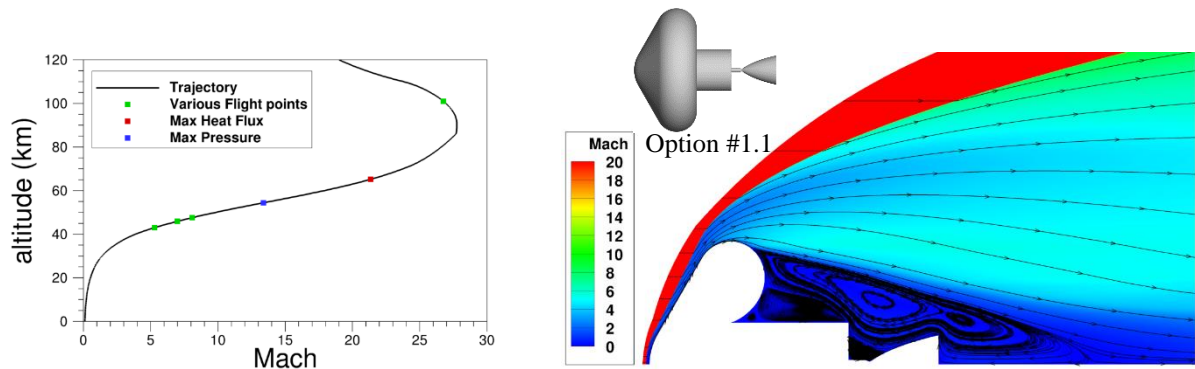 120
100
80
60
40
20
0
altitude (km)
Trajectory
Various Flight points
Max Heat Flux
Max Pressure
0 5 10 15 20 25 30
Mach
Option #1.1
Mach
20
18
16
14
12
10
8
6
4
2
0